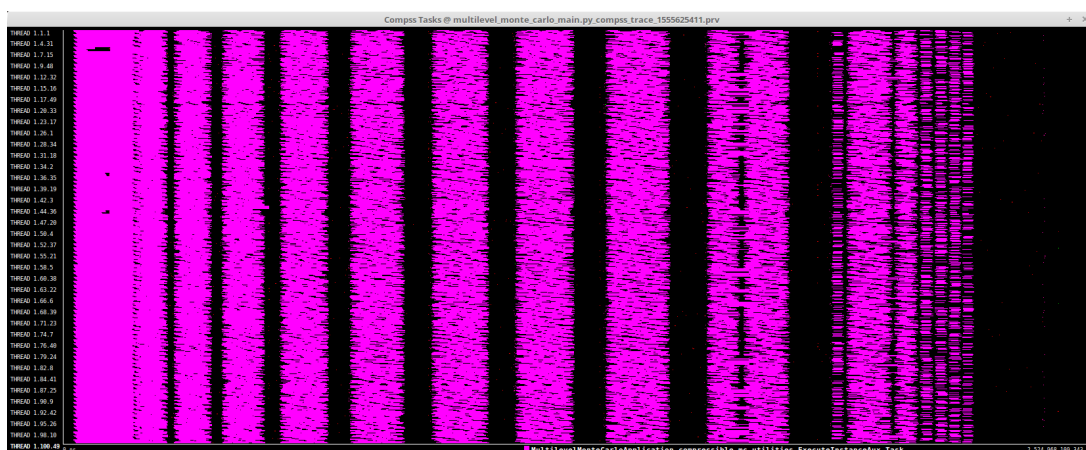 Compss Tasks @ multilevel_monte_carlo_main.py_compss_trace_1555625411.prv
THREAD 1.1.1
THREAD 1.4.31
THREAD 1.7.15
THREAD 1.9.48
THREAD 1.12.32
THREAD 1.15.16
THREAD 1.17.49
THREAD 1.20.33
THREAD 1.23.17
THREAD 1.26.1
THREAD 1.28.34
THREAD 1.31.18
THREAD 1.34.2
THREAD 1.36.35
THREAD 1.39.19
THREAD 1.42.3
THREAD 1.44.36
THREAD 1.47.20
THREAD 1.50.4
THREAD 1.52.37
THREAD 1.55.21
THREAD 1.58.5
THREAD 1.60.38
THREAD 1.63.22
THREAD 1.66.6
THREAD 1.68.39
THREAD 1.71.23
THREAD 1.74.7
THREAD 1.76.40
THREAD 1.79.24
THREAD 1.82.8
THREAD 1.84.41
THREAD 1.87.25
THREAD 1.90.9
THREAD 1.92.42
THREAD 1.95.26
THREAD 1.98.10
THREAD 1.100.43